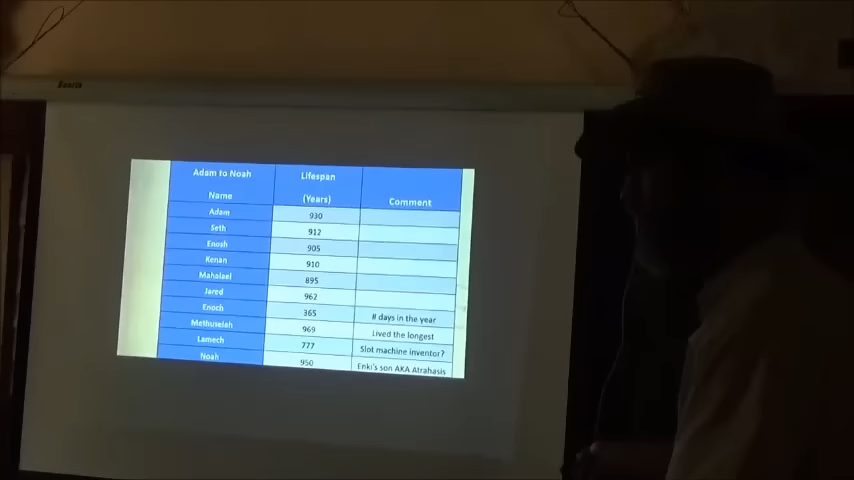 Adam to Noah Lifespan
Name (Years) Comment
Adam 930
Seth 912
Enosh 905
Kenan 910
Mahalael 895
Jared 962
Enoch 365 # days in the year
Methuselah 969 Lived the longest
Lamech 777 Slot machine inventor?
Noah 950 Enki's son AKA Atrahasis